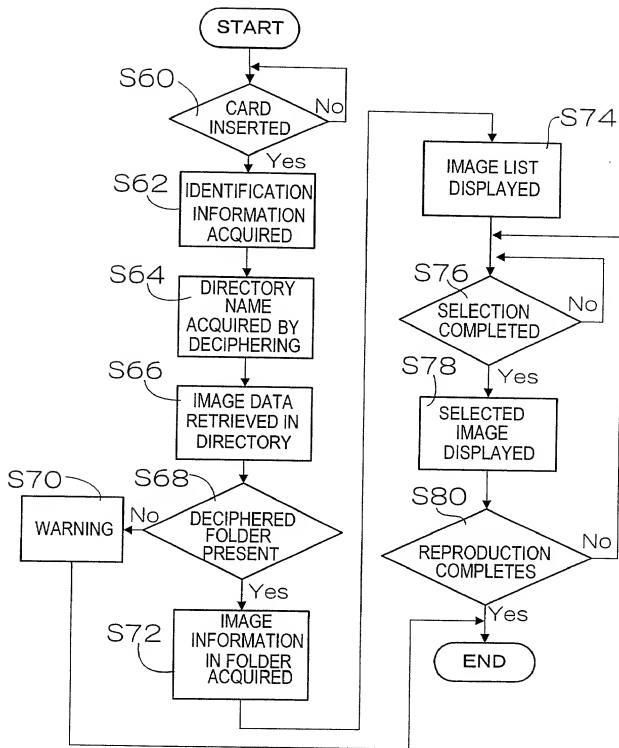 START
S60
CARD
INSERTED
No
Yes
S62
IDENTIFICATION
INFORMATION
ACQUIRED
S64
DIRECTORY
NAME
ACQUIRED BY
DECIPHERING
S66
IMAGE DATA
RETRIEVED IN
DIRECTORY
S68
DECIPHERED
FOLDER
PRESENT
No
S70
WARNING
Yes
S72
IMAGE
INFORMATION
IN FOLDER
ACQUIRED
S74
IMAGE LIST
DISPLAYED
S76
SELECTION
COMPLETED
No
Yes
S78
SELECTED
IMAGE
DISPLAYED
S80
REPRODUCTION
COMPLETES
No
Yes
END